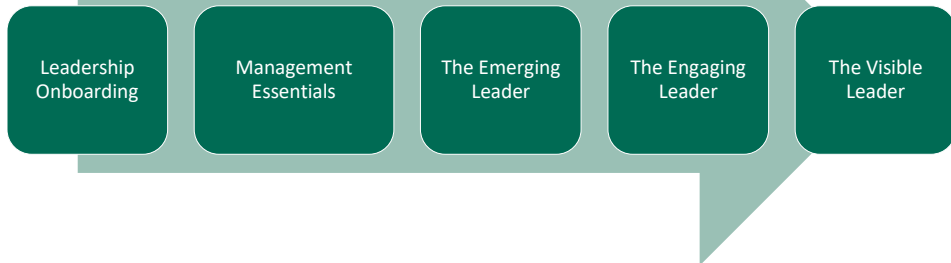 Leadership
Onboarding
Management
Essentials
The Emerging
Leader
The Engaging
Leader
The Visible
Leader